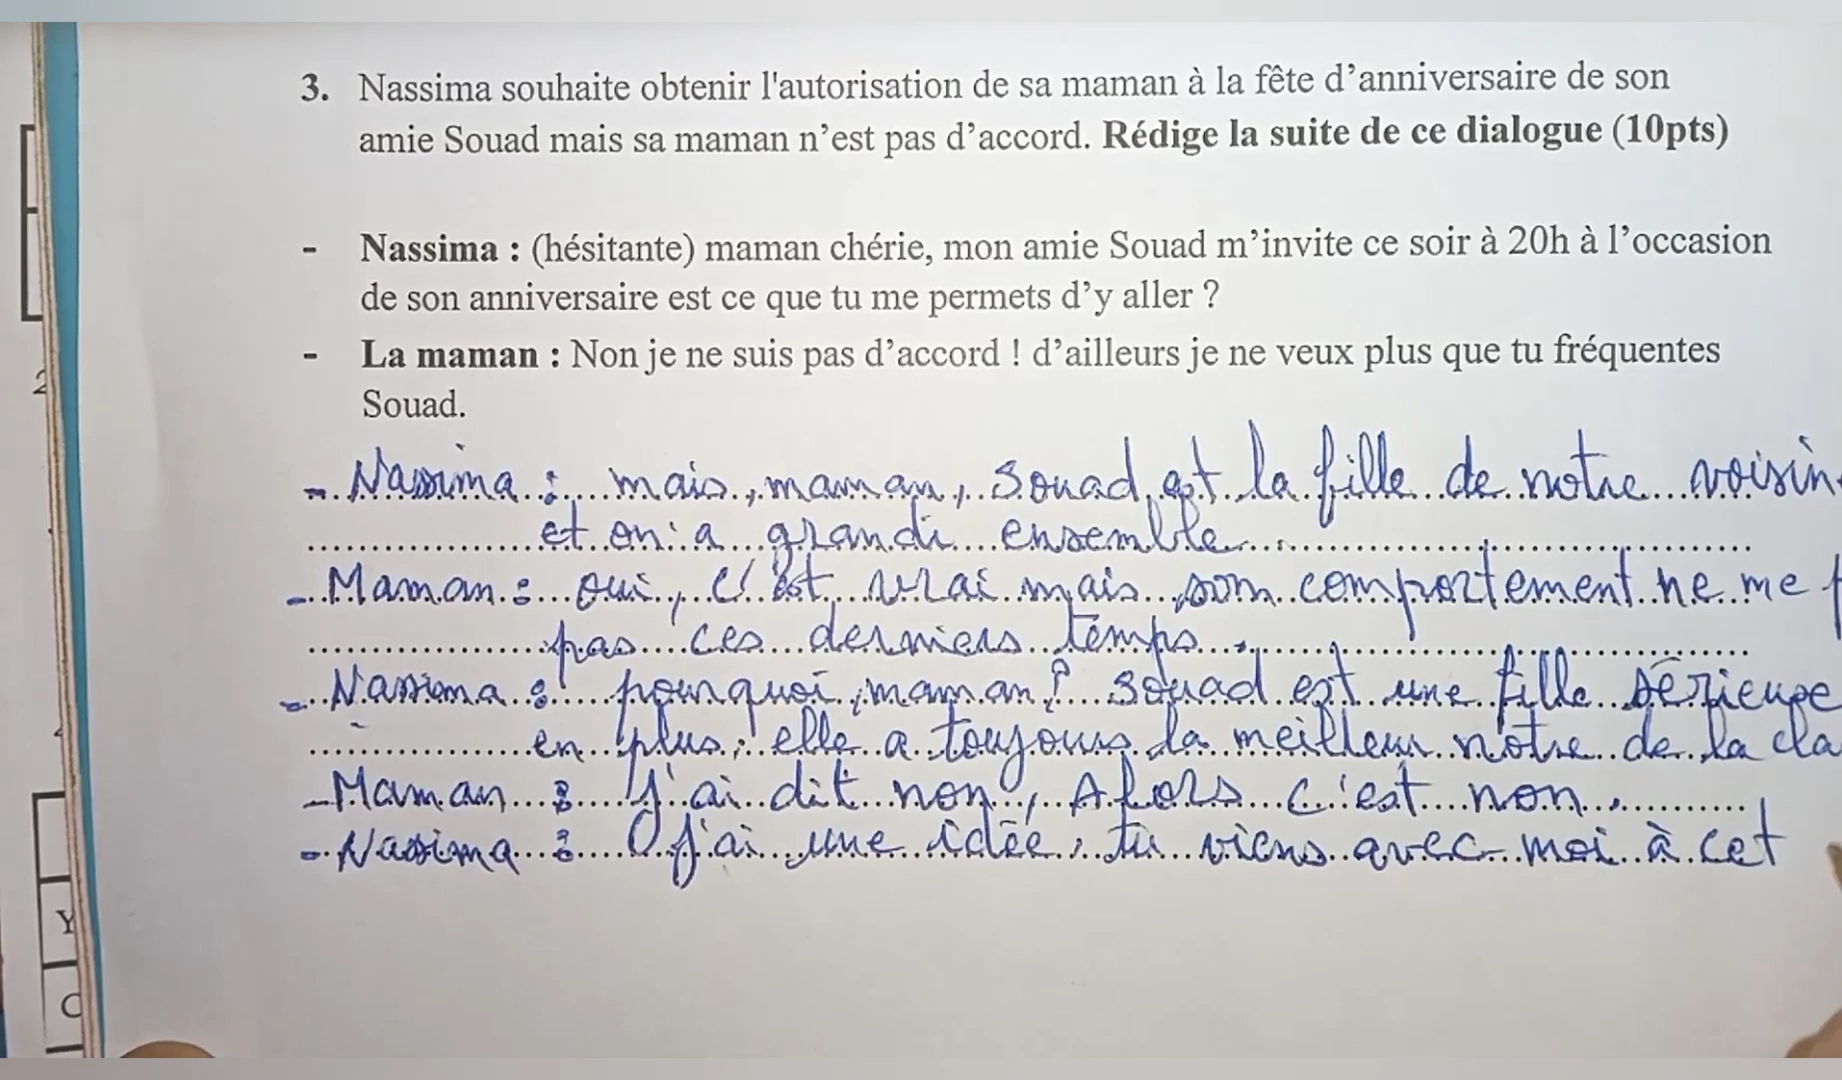 3. Nassima souhaite obtenir l'autorisation de sa maman à la fête d'anniversaire de son
amie Souad mais sa maman n'est pas d'accord. Rédige la suite de ce dialogue (10pts)
- Nassima : (hésitante) maman chérie, mon amie Souad m'invite ce soir à 20h à l'occasion
de son anniversaire est ce que tu me permets d'y aller ?
- La maman : Non je ne suis pas d'accord ! d'ailleurs je ne veux plus que tu fréquentes
Souad.
- Nassima : mais, maman, Souad est la fille de notre voisin
et on a grandi ensemble.
- Maman : oui, c'est vrai mais son comportement ne me
pas ces derniers temps.
- Nassima : pourquoi, maman ? Souad est une fille sérieuse
en plus, elle a toujours la meilleur notre de la cla
- Maman : J'ai dit non, Alors c'est non.
- Nassima : O j'ai une idée, tu viens avec moi à cet
Y
C